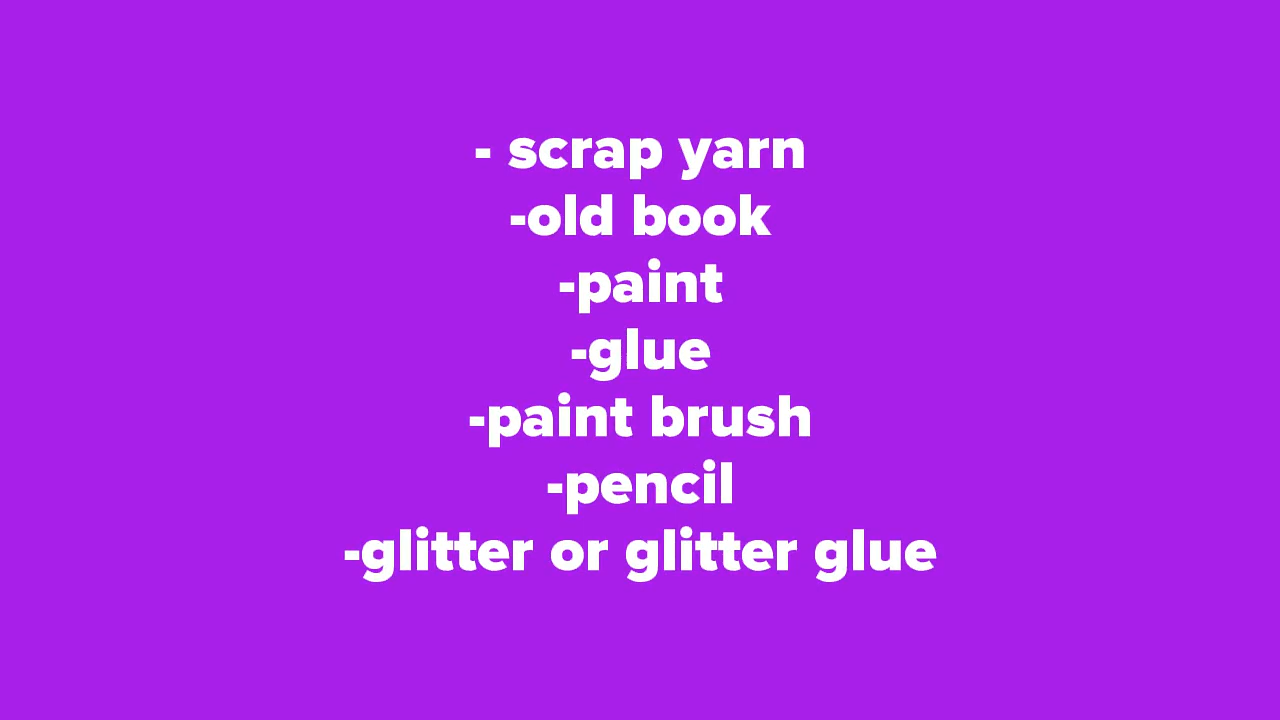 - scrap yarn
-old book
-paint
-glue
-paint brush
-pencil
-glitter or glitter glue